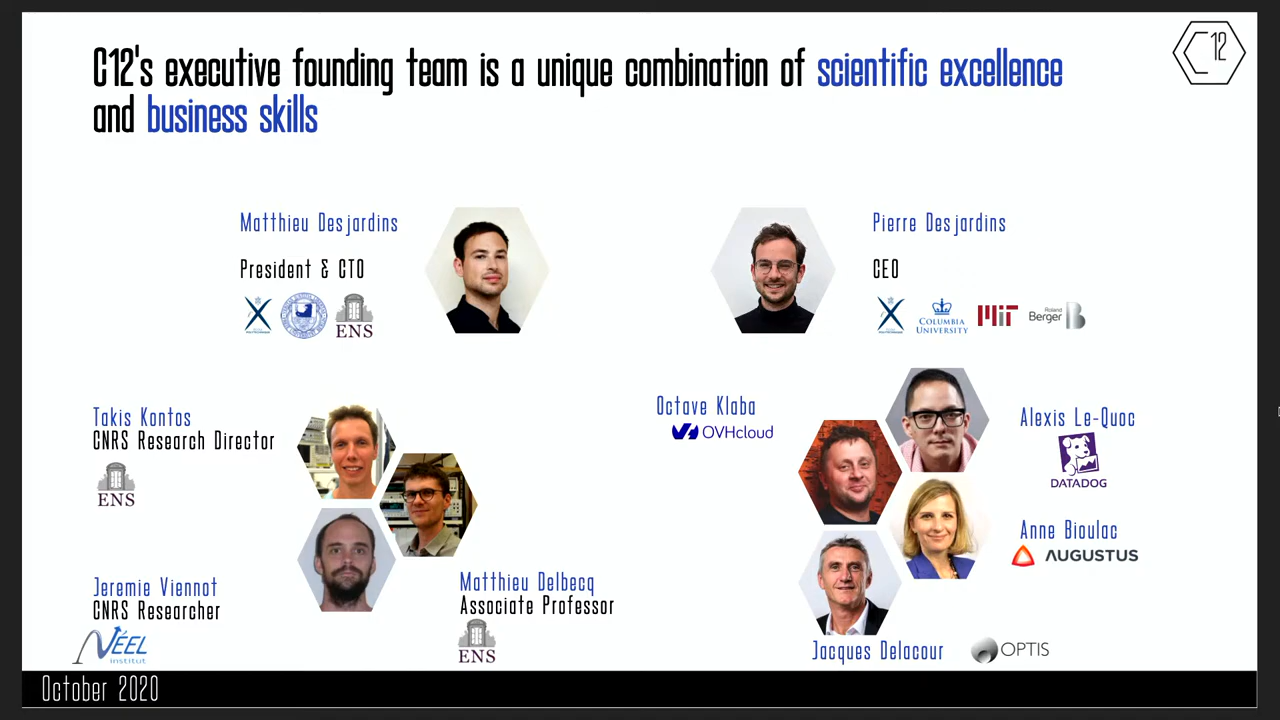 C12's executive founding team is a unique combination of scientific excellence
and business skills
C12
Matthieu Desjardins
President & CTO
ENS
Pierre Desjardins
CEO
COLUMBIA
UNIVERSITY
MIT
Roland
Berger B
Takis Kontos
CNRS Research Director
ENS
Jeremie Viennot
CNRS Researcher
NÉEL
institut
Matthieu Delbecq
Associate Professor
ENS
Octave Klaba
OVHcloud
Alexis Le-Quoc
DATADOG
Anne Bioulac
AUGUSTUS
Jacques Delacour
OPTIS
October 2020